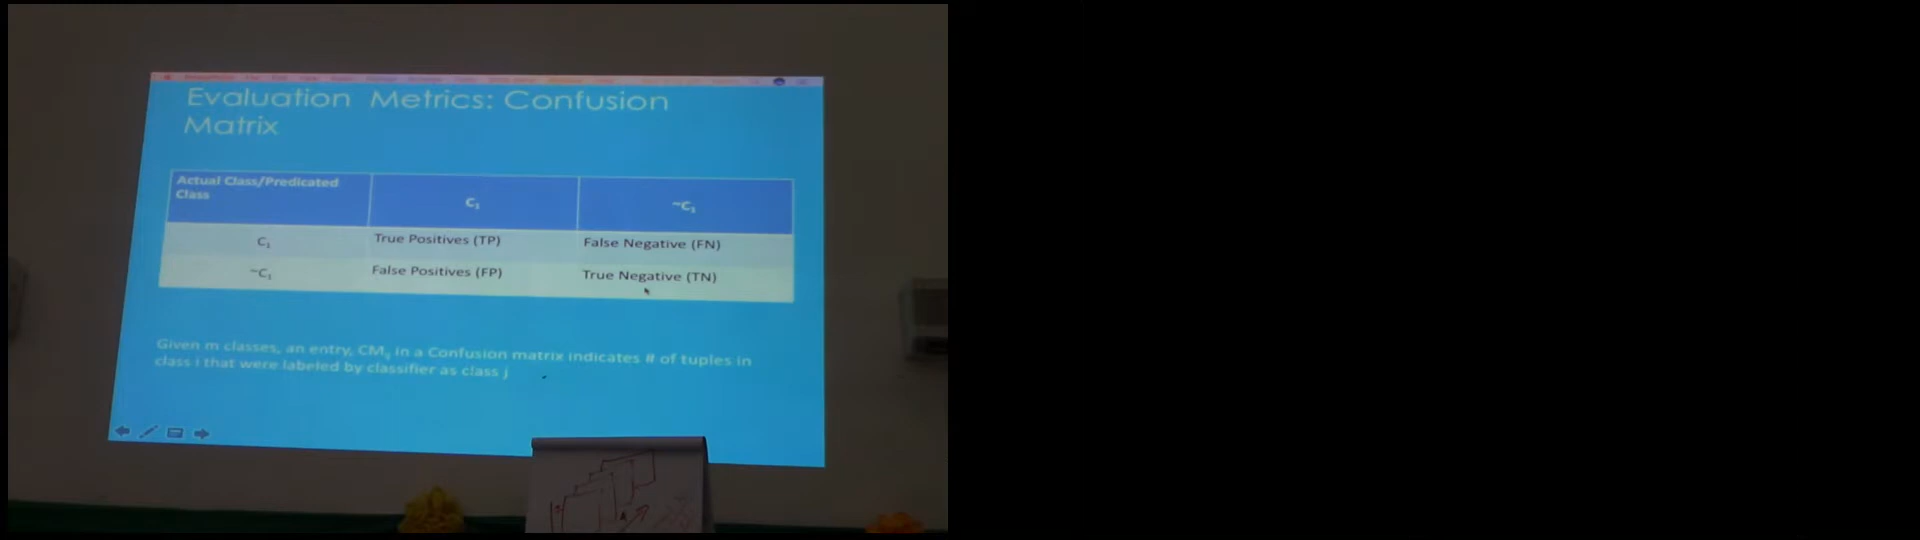 Evaluation Metrics: Confusion
Matrix
Actual Class/Predicated
Class
C₁
~C₁
C₁
True Positives (TP)
False Negative (FN)
~C₁
False Positives (FP)
True Negative (TN)
Given m classes, an entry, CMᵢⱼ in a Confusion matrix indicates # of tuples in
class i that were labeled by classifier as class j